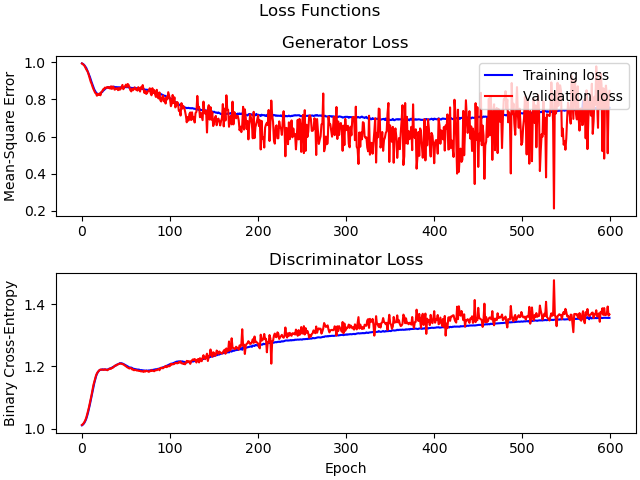 Loss Functions
Generator Loss
Mean-Square Error
1.0
0.8
0.6
0.4
0.2
Training loss
Validation loss
0 100 200 300 400 500 600
Discriminator Loss
Binary Cross-Entropy
1.4
1.2
1.0
0 100 200 300 400 500 600
Epoch